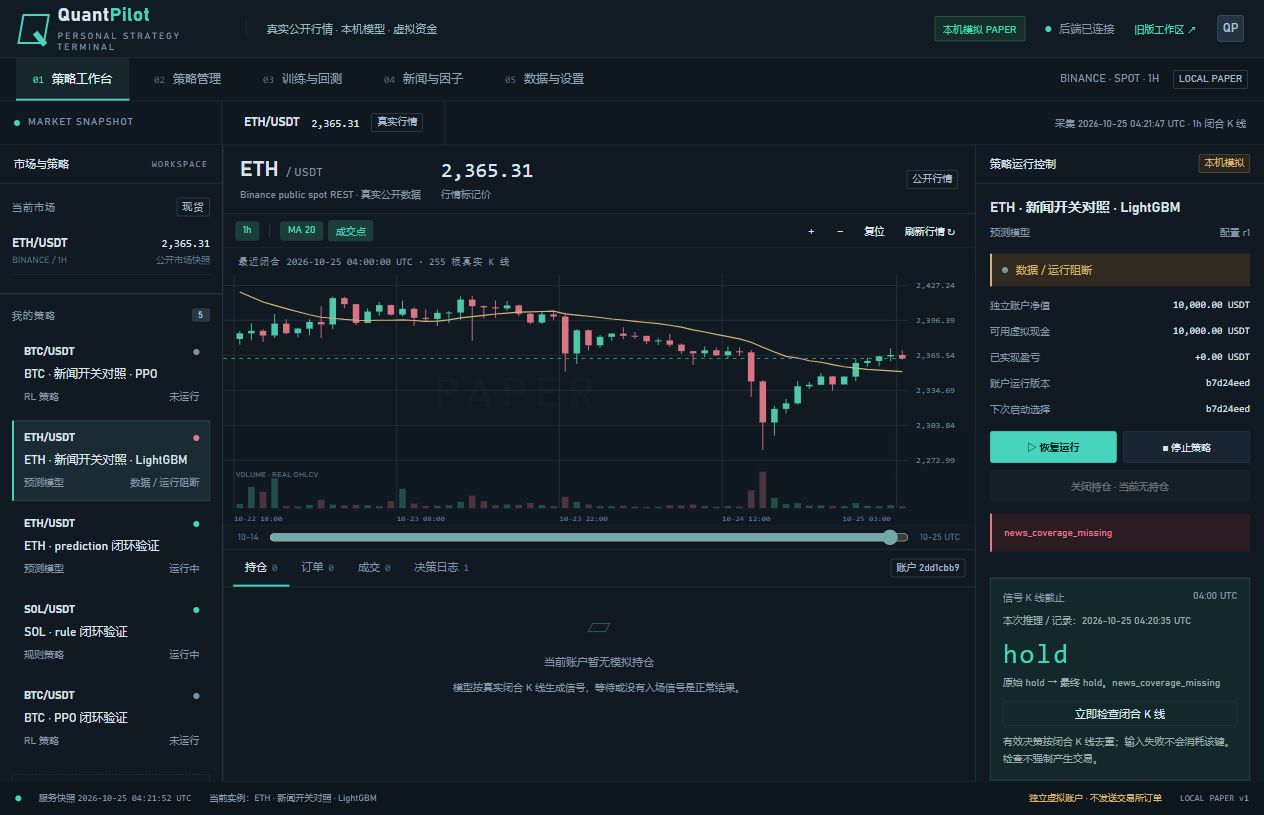 QuantPilot
PERSONAL STRATEGY
TERMINAL
真实公开行情 · 本机模型 · 虚拟资金
本机模拟 PAPER
后端已连接
旧版工作区 ↗
QP
01 策略工作台
02 策略管理
03 训练与回测
04 新闻与因子
05 数据与设置
BINANCE · SPOT · 1H
LOCAL PAPER
MARKET SNAPSHOT
ETH/USDT 2,365.31 真实行情
采集 2026-10-25 04:21:47 UTC · 1h 闭合 K 线
市场与策略 WORKSPACE
当前市场 现货
ETH/USDT 2,365.31
BINANCE / 1H 公开市场快照
我的策略 5
BTC/USDT
BTC · 新闻开关对照 · PPO
RL 策略 未运行
ETH/USDT
ETH · 新闻开关对照 · LightGBM
预测模型 数据 / 运行阻断
ETH/USDT
ETH · prediction 闭环验证
预测模型 运行中
SOL/USDT
SOL · rule 闭环验证
规则策略 运行中
BTC/USDT
BTC · PPO 闭环验证
RL 策略 未运行
ETH / USDT
Binance public spot REST · 真实公开数据
2,365.31
行情标记价
公开行情
1h MA 20 成交点
+ − 复位 刷新行情 ↻
最近闭合 2026-10-25 04:00:00 UTC · 255 根真实 K 线
2,427.24
2,396.39
2,365.54
2,334.69
2,303.84
2,272.99
PAPER
VOLUME · REAL OHLCV
10-22 18:00 10-23 08:00 10-23 22:00 10-24 12:00 10-25 03:00
10-14 10-25 UTC
持仓 0 订单 0 成交 0 决策日志 1
账户 2dd1cbb9
当前账户暂无模拟持仓
模型按真实闭合 K 线生成信号，等待或没有入场信号是正常结果。
策略运行控制 本机模拟
ETH · 新闻开关对照 · LightGBM
预测模型 配置 r1
数据 / 运行阻断
独立账户净值 10,000.00 USDT
可用虚拟现金 10,000.00 USDT
已实现盈亏 +0.00 USDT
账户运行版本 b7d24eed
下次启动选择 b7d24eed
▷ 恢复运行
■ 停止策略
关闭持仓 · 当前无持仓
news_coverage_missing
信号 K 线截止 04:00 UTC
本次推理 / 记录：2026-10-25 04:20:35 UTC
hold
原始 hold → 最终 hold。news_coverage_missing
立即检查闭合 K 线
有效决策按闭合 K 线去重；输入失败不会消耗该键。
检查不强制产生交易。
服务快照 2026-10-25 04:21:52 UTC
当前实例：ETH · 新闻开关对照 · LightGBM
独立虚拟账户 · 不发送交易所订单
LOCAL PAPER v1